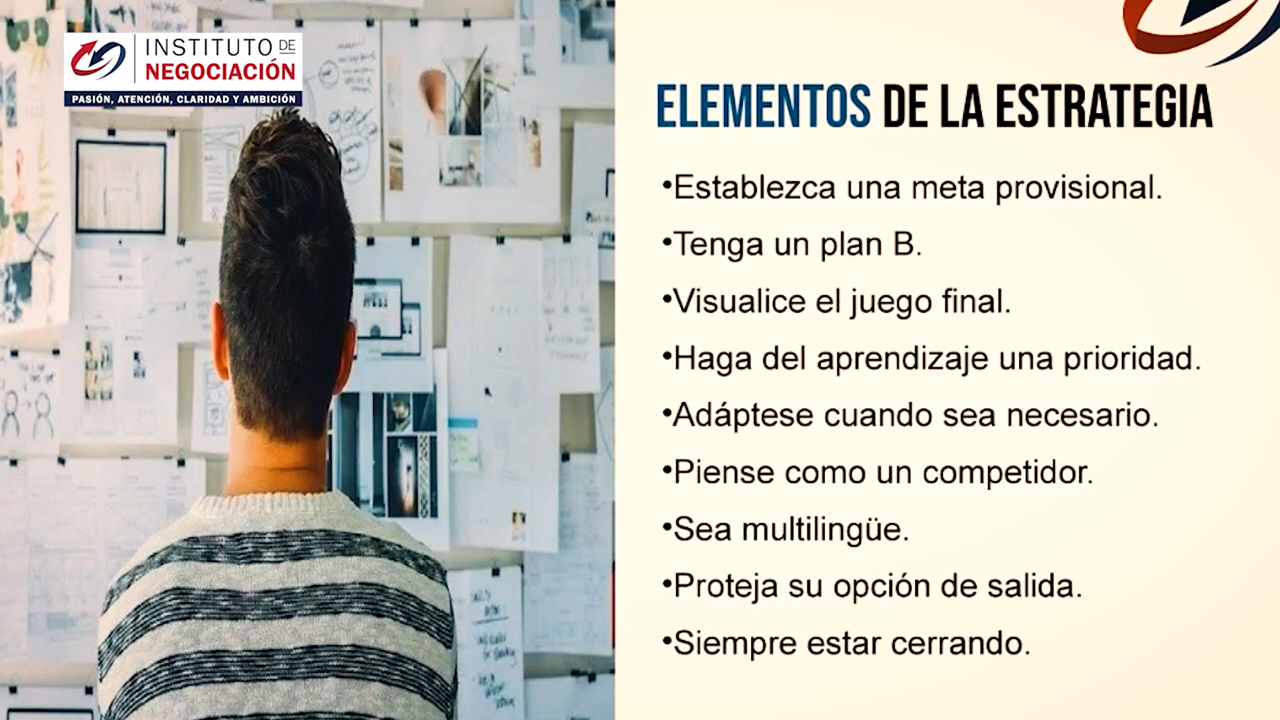 INSTITUTO DE
NEGOCIACIÓN
PASIÓN, ATENCIÓN, CLARIDAD Y AMBICIÓN
ELEMENTOS DE LA ESTRATEGIA
•Establezca una meta provisional.
•Tenga un plan B.
•Visualice el juego final.
•Haga del aprendizaje una prioridad.
•Adáptese cuando sea necesario.
•Piense como un competidor.
•Sea multilingüe.
•Proteja su opción de salida.
•Siempre estar cerrando.